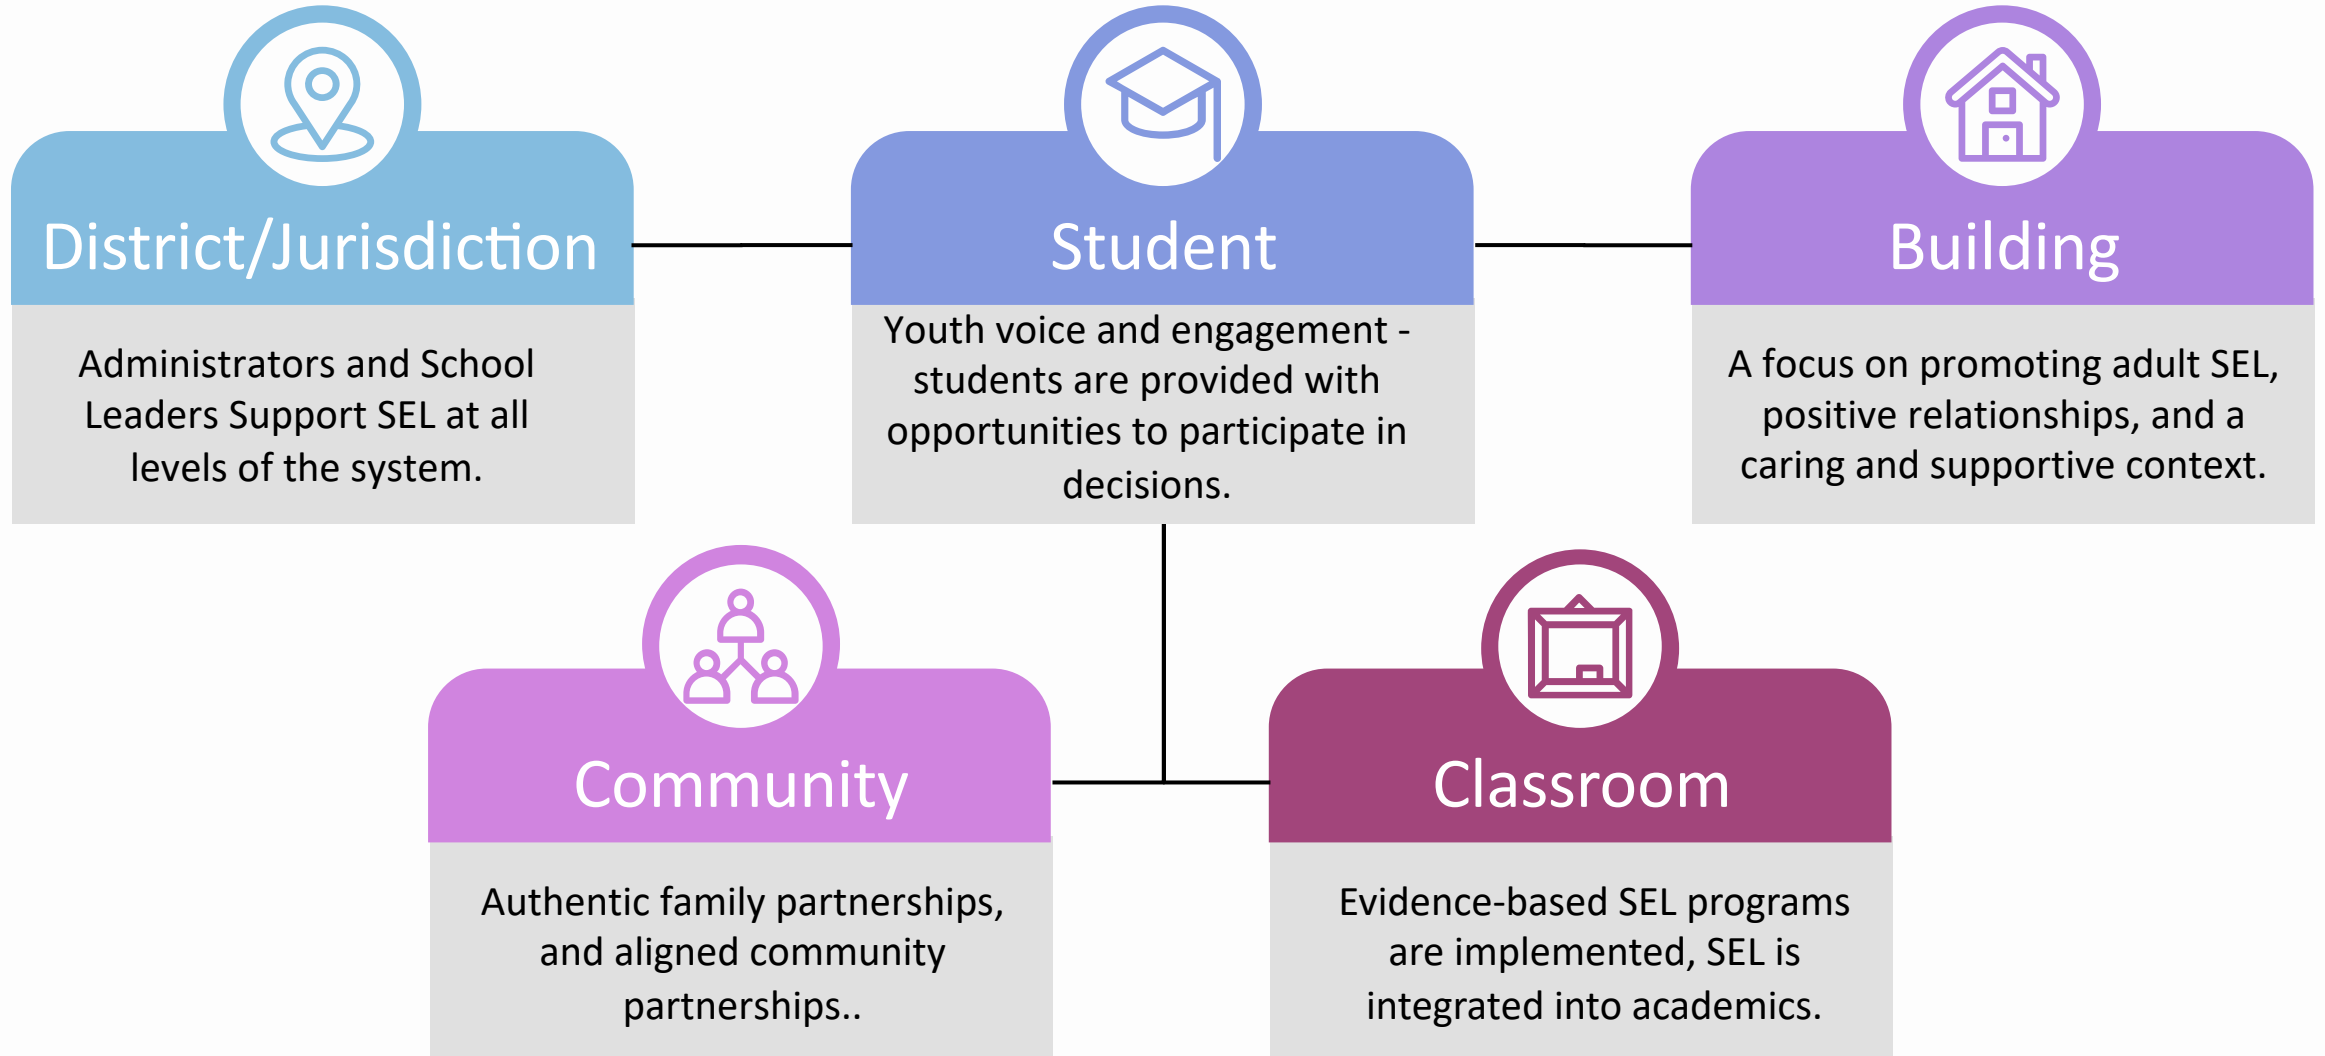 District/Jurisdiction
Administrators and School
Leaders Support SEL at all
levels of the system.
Student
Youth voice and engagement -
students are provided with
opportunities to participate in
decisions.
Building
A focus on promoting adult SEL,
positive relationships, and a
caring and supportive context.
Community
Authentic family partnerships,
and aligned community
partnerships..
Classroom
Evidence-based SEL programs
are implemented, SEL is
integrated into academics.